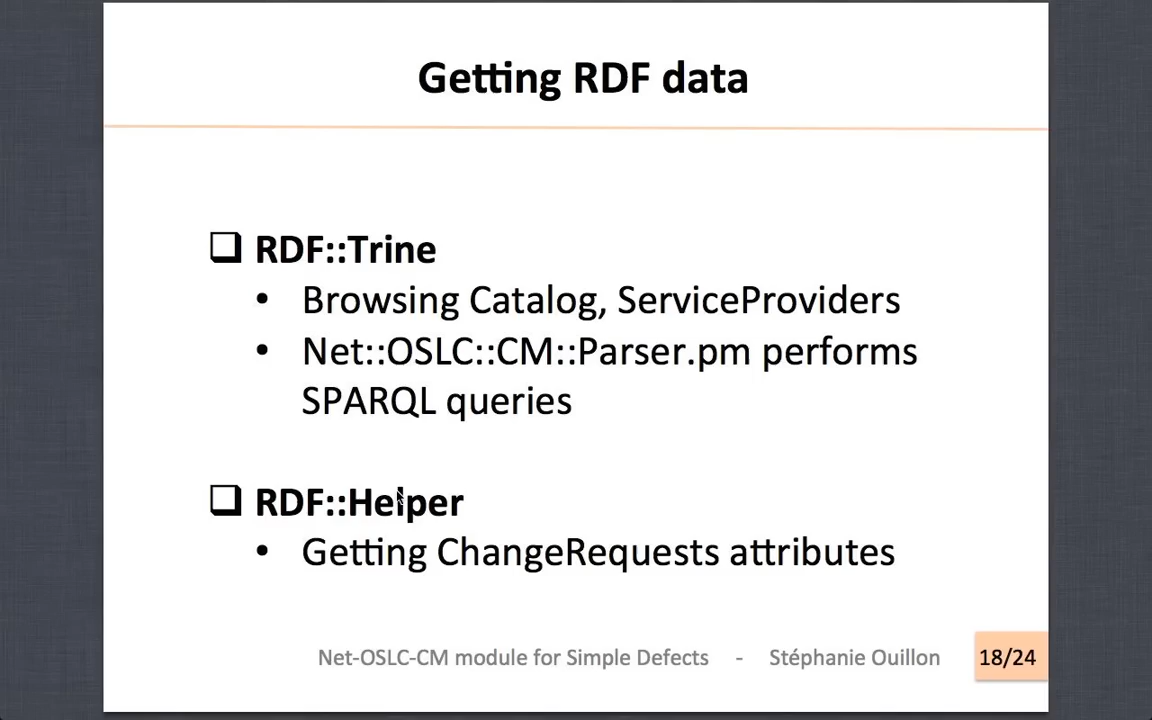 Getting RDF data
❑ RDF::Trine
• Browsing Catalog, ServiceProviders
• Net::OSLC::CM::Parser.pm performs
SPARQL queries
❑ RDF::Helper
• Getting ChangeRequests attributes
Net-OSLC-CM module for Simple Defects - Stéphanie Ouillon 18/24